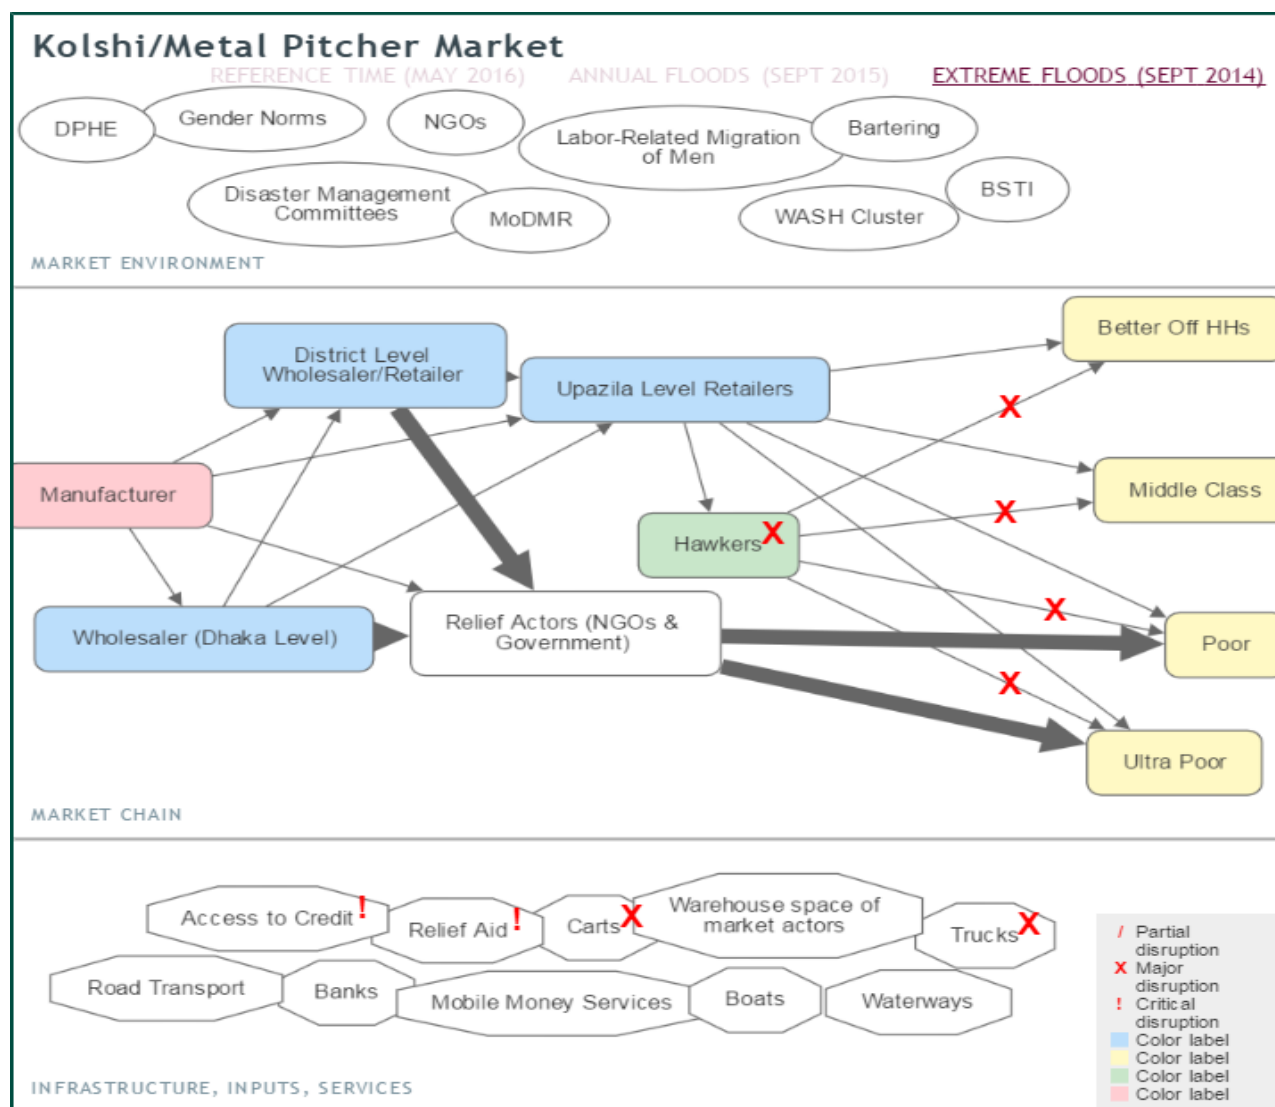 Kolshi/Metal Pitcher Market
REFERENCE TIME (MAY 2016) ANNUAL FLOODS (SEPT 2015) EXTREME FLOODS (SEPT 2014)
DPHE
Gender Norms
NGOs
Labor-Related Migration
of Men
Bartering
Disaster Management
Committees
MoDMR
WASH Cluster
BSTI
MARKET ENVIRONMENT
Better Off HHs
District Level
Wholesaler/Retailer
Upazila Level Retailers
X
Manufacturer
Middle Class
X
Hawkers X
X
Wholesaler (Dhaka Level)
Relief Actors (NGOs &
Government)
Poor
X
Ultra Poor
MARKET CHAIN
Access to Credit !
Relief Aid !
Carts X
Warehouse space of
market actors
Trucks X
Road Transport
Banks
Mobile Money Services
Boats
Waterways
/ Partial
disruption
X Major
disruption
! Critical
disruption
Color label
Color label
Color label
Color label
INFRASTRUCTURE, INPUTS, SERVICES